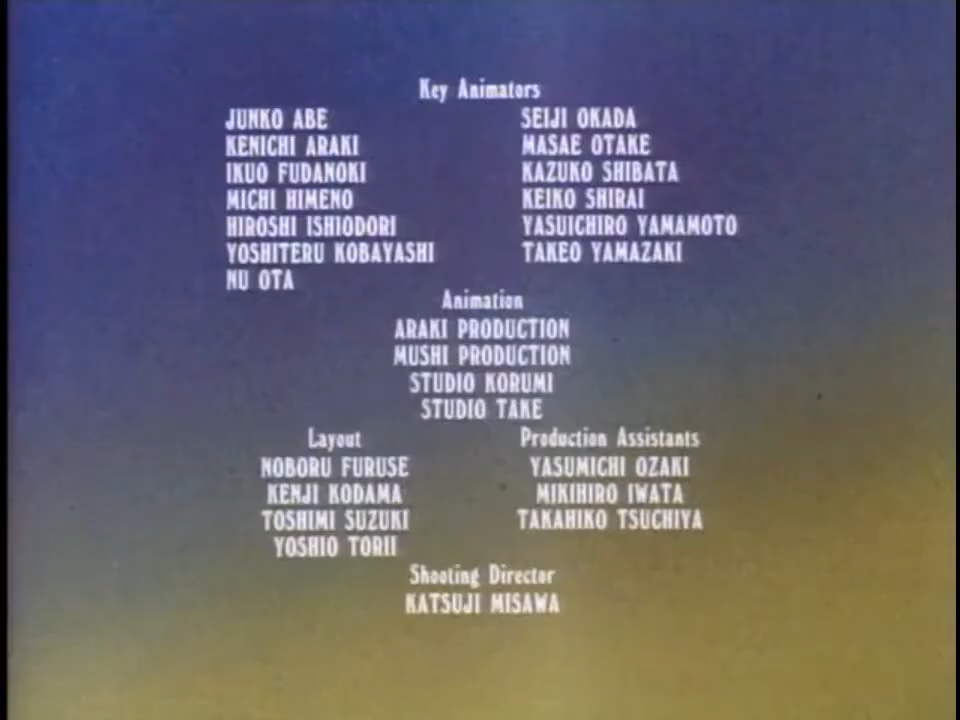 Key Animators
JUNKO ABE
KENICHI ARAKI
IKUO FUDANOKI
MICHI HIMENO
HIROSHI ISHIODORI
YOSHITERU KOBAYASHI
NU OTA
SEIJI OKADA
MASAE OTAKE
KAZUKO SHIBATA
KEIKO SHIRAI
YASUICHIRO YAMAMOTO
TAKEO YAMAZAKI
Animation
ARAKI PRODUCTION
MUSHI PRODUCTION
STUDIO KORUMI
STUDIO TAKE
Layout
NOBORU FURUSE
KENJI KODAMA
TOSHIMI SUZUKI
YOSHIO TORII
Production Assistants
YASUMICHI OZAKI
MIKIHIRO IWATA
TAKAHIKO TSUCHIYA
Shooting Director
KATSUJI MISAWA